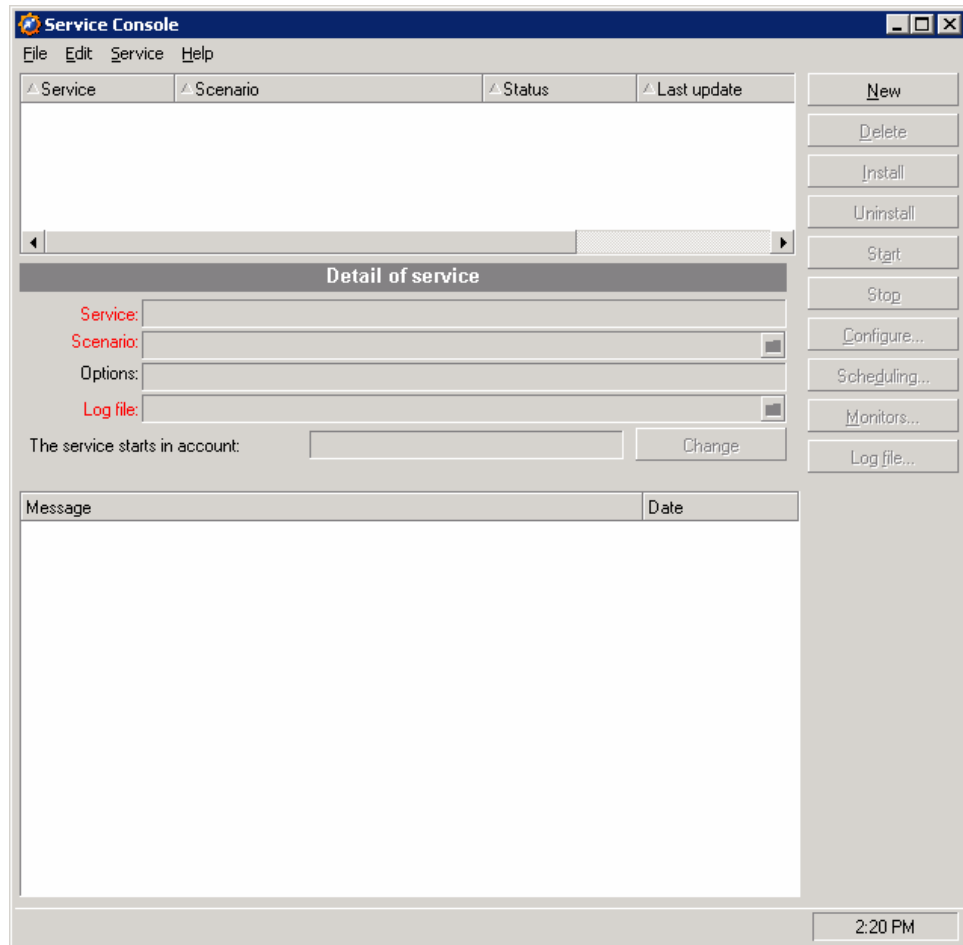 Service Console
File Edit Service Help
Service Scenario Status Last update
New
Delete
Install
Uninstall
Start
Stop
Configure...
Scheduling...
Monitors...
Log file...
Detail of service
Service:
Scenario:
Options:
Log file:
The service starts in account: Change
Message Date
2:20 PM